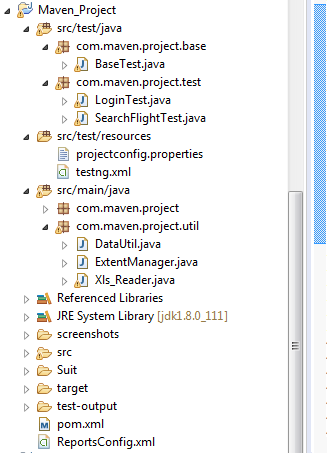 Maven_Project
src/test/java
com.maven.project.base
BaseTest.java
com.maven.project.test
LoginTest.java
SearchFlightTest.java
src/test/resources
projectconfig.properties
testng.xml
src/main/java
com.maven.project
com.maven.project.util
DataUtil.java
ExtentManager.java
Xls_Reader.java
Referenced Libraries
JRE System Library [jdk1.8.0_111]
screenshots
src
Suit
target
test-output
pom.xml
ReportsConfig.xml